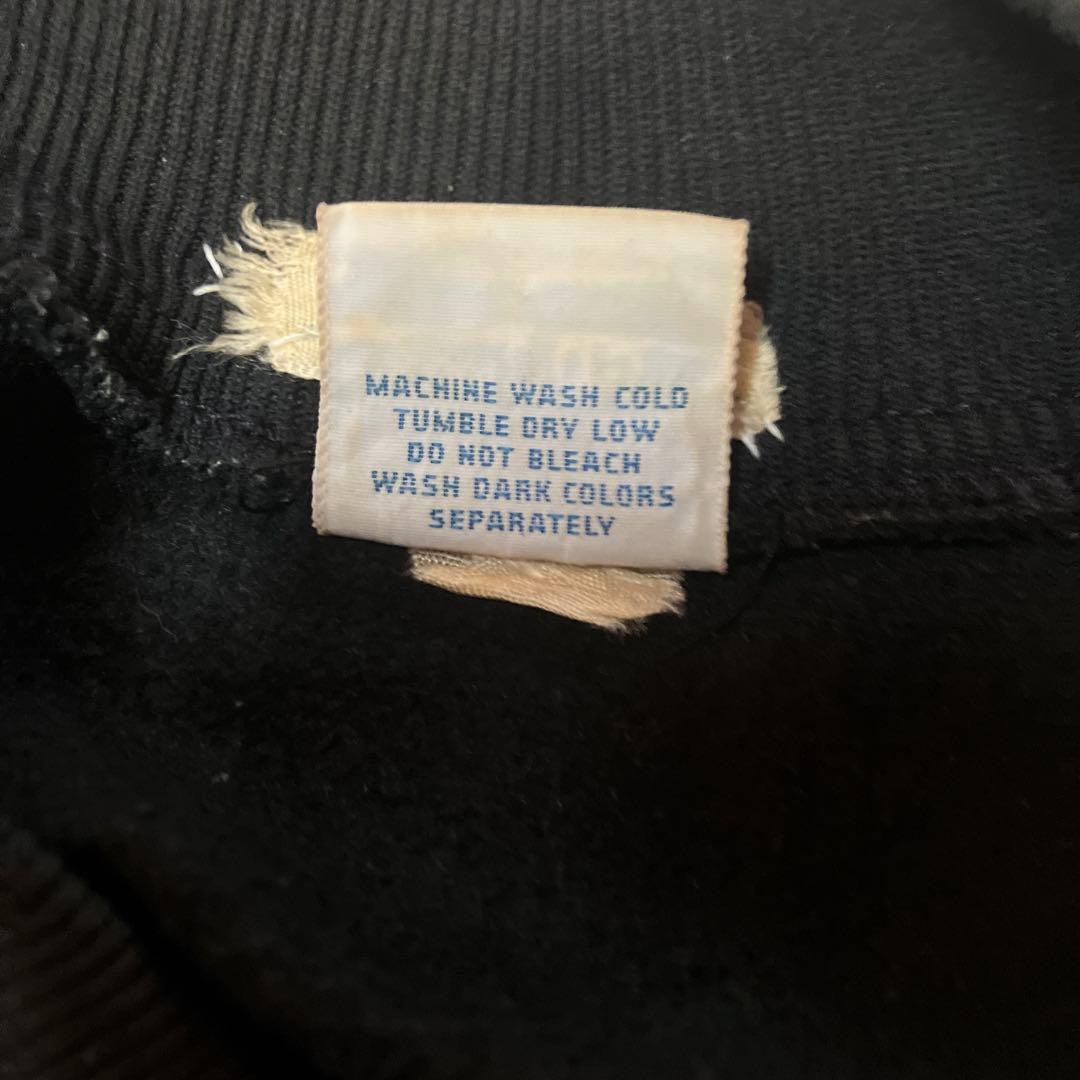 MACHINE WASH COLD
TUMBLE DRY LOW
DO NOT BLEACH
WASH DARK COLORS
SEPARATELY